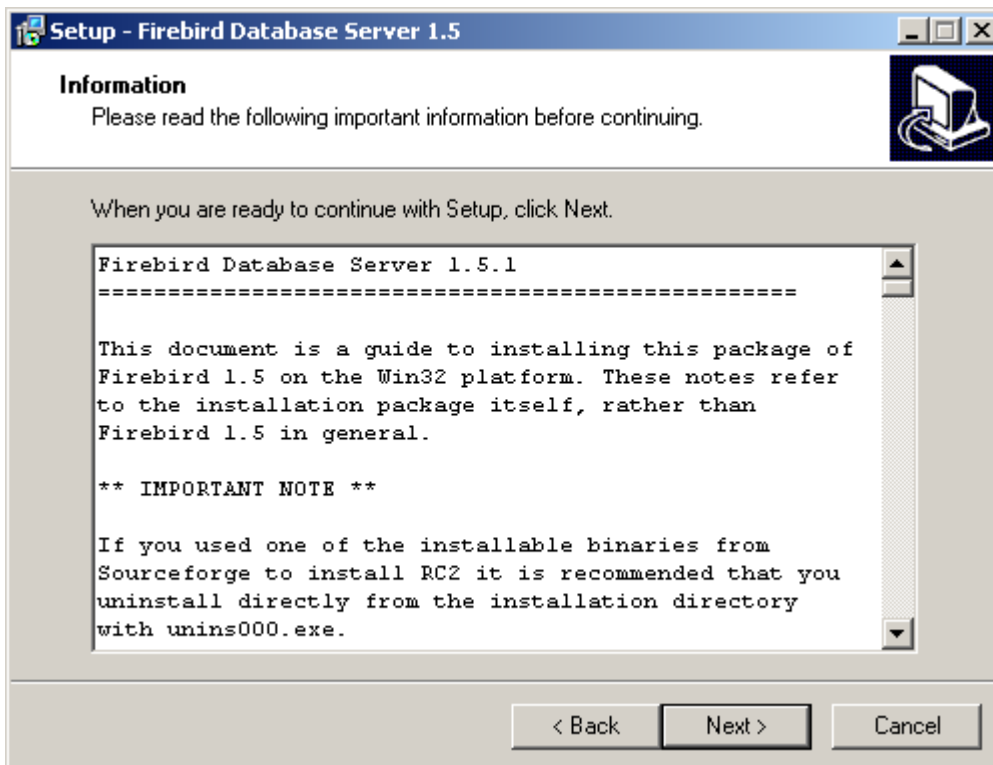 Setup - Firebird Database Server 1.5
Information
Please read the following important information before continuing.
When you are ready to continue with Setup, click Next.
Firebird Database Server 1.5.1
==================================================
This document is a guide to installing this package of
Firebird 1.5 on the Win32 platform. These notes refer
to the installation package itself, rather than
Firebird 1.5 in general.
** IMPORTANT NOTE **
If you used one of the installable binaries from
Sourceforge to install RC2 it is recommended that you
uninstall directly from the installation directory
with unins000.exe.
< Back Next > Cancel